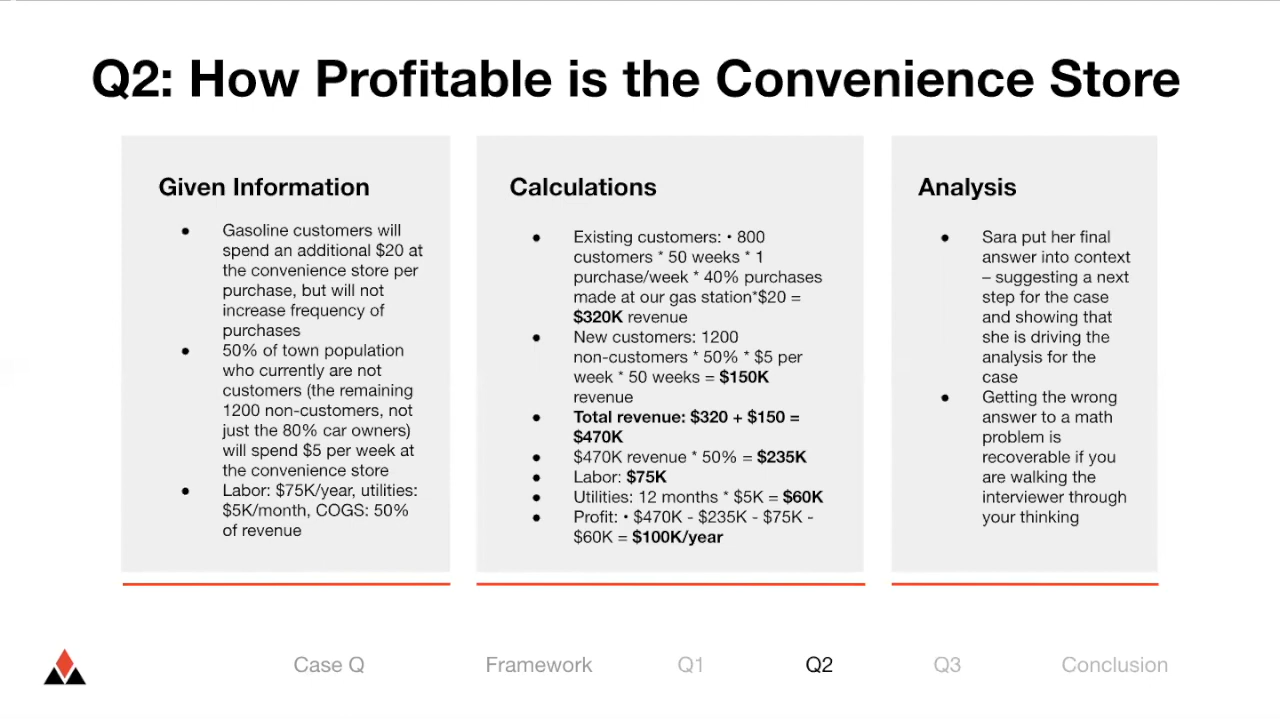 Q2: How Profitable is the Convenience Store
Given Information
● Gasoline customers will
spend an additional $20 at
the convenience store per
purchase, but will not
increase frequency of
purchases
● 50% of town population
who currently are not
customers (the remaining
1200 non-customers, not
just the 80% car owners)
will spend $5 per week at
the convenience store
● Labor: $75K/year, utilities:
$5K/month, COGS: 50%
of revenue
Calculations
● Existing customers: • 800
customers * 50 weeks * 1
purchase/week * 40% purchases
made at our gas station*$20 =
$320K revenue
● New customers: 1200
non-customers * 50% * $5 per
week * 50 weeks = $150K
revenue
● Total revenue: $320 + $150 =
$470K
● $470K revenue * 50% = $235K
● Labor: $75K
● Utilities: 12 months * $5K = $60K
● Profit: • $470K - $235K - $75K -
$60K = $100K/year
Analysis
● Sara put her final
answer into context
– suggesting a next
step for the case
and showing that
she is driving the
analysis for the
case
● Getting the wrong
answer to a math
problem is
recoverable if you
are walking the
interviewer through
your thinking
Case Q Framework Q1 Q2 Q3 Conclusion